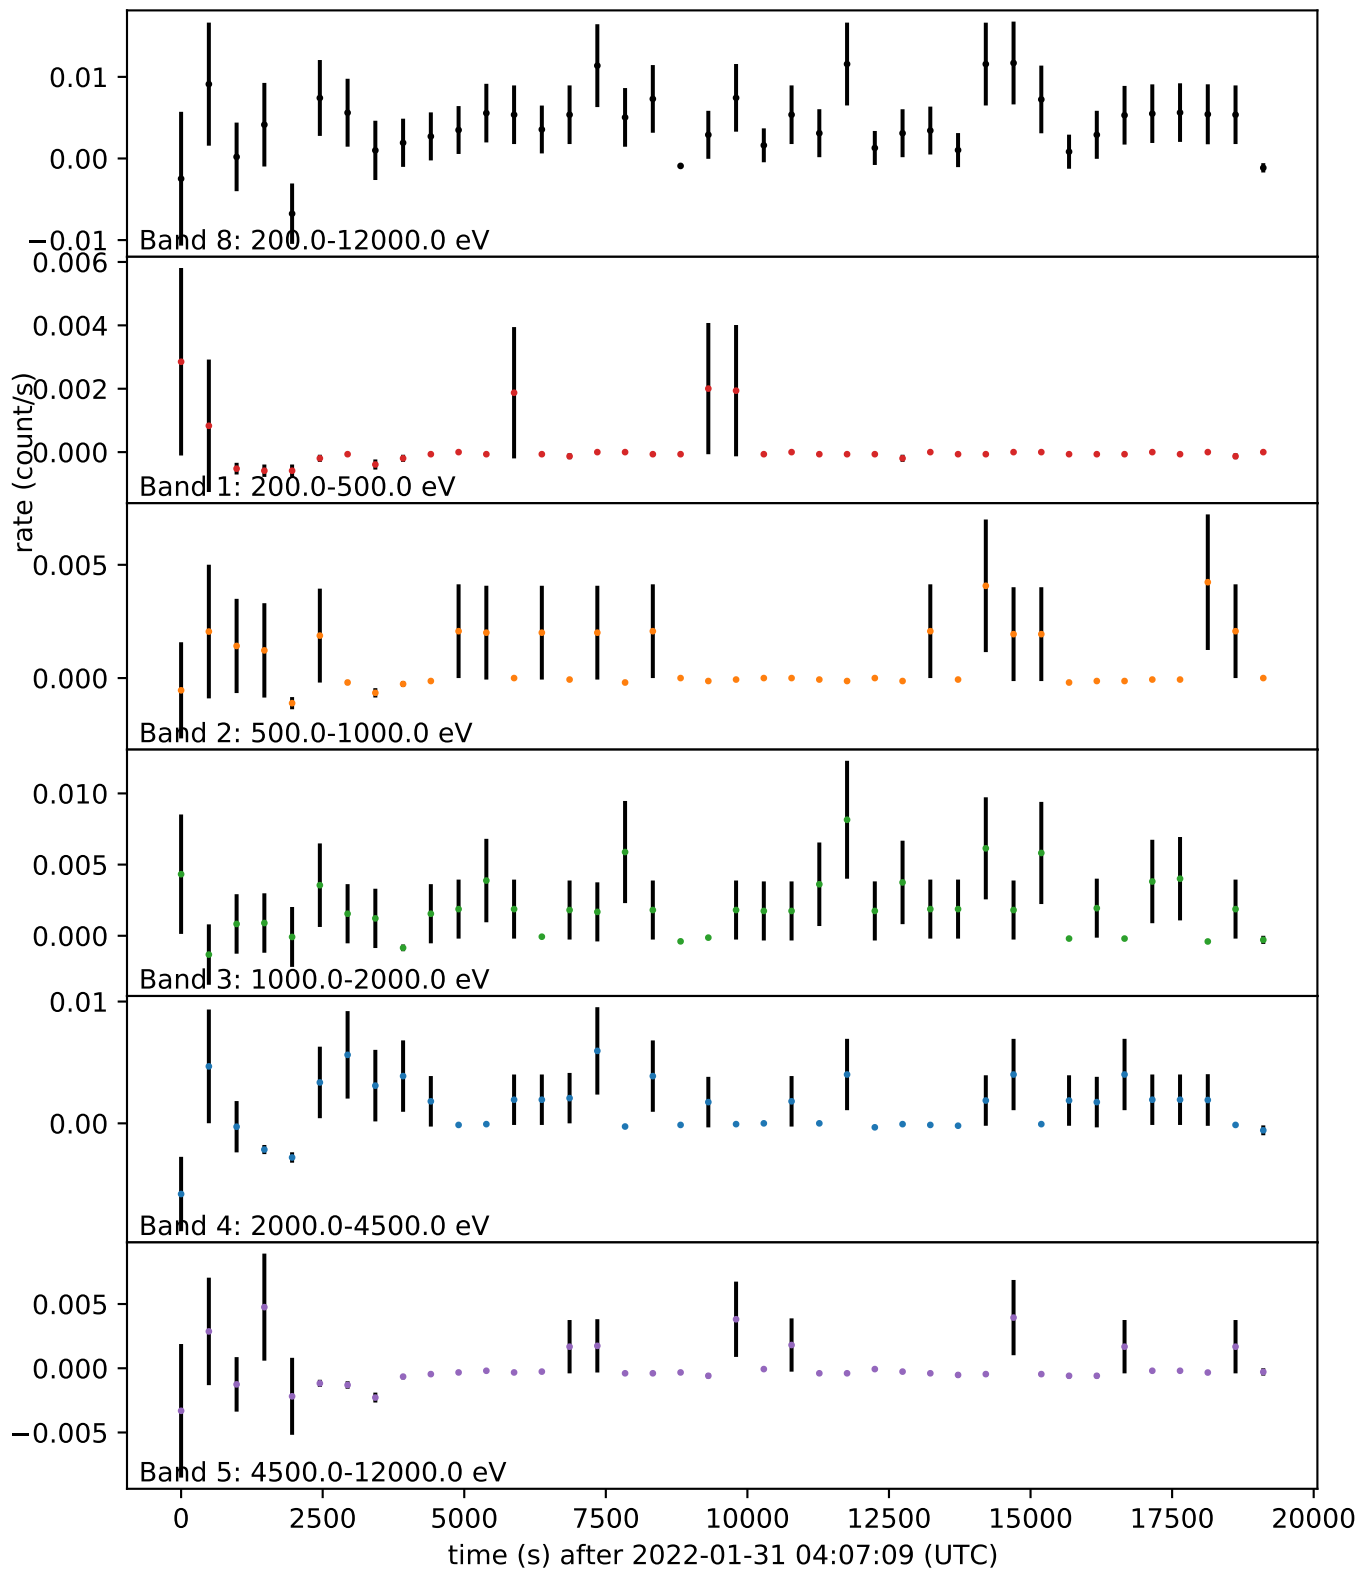 0.01
0.00
−0.01
Band 8: 200.0-12000.0 eV
0.006
0.004
0.002
0.000
Band 1: 200.0-500.0 eV
rate (count/s)
0.005
0.000
Band 2: 500.0-1000.0 eV
0.010
0.005
0.000
Band 3: 1000.0-2000.0 eV
0.01
0.00
Band 4: 2000.0-4500.0 eV
0.005
0.000
−0.005
Band 5: 4500.0-12000.0 eV
0 2500 5000 7500 10000 12500 15000 17500 20000
time (s) after 2022-01-31 04:07:09 (UTC)